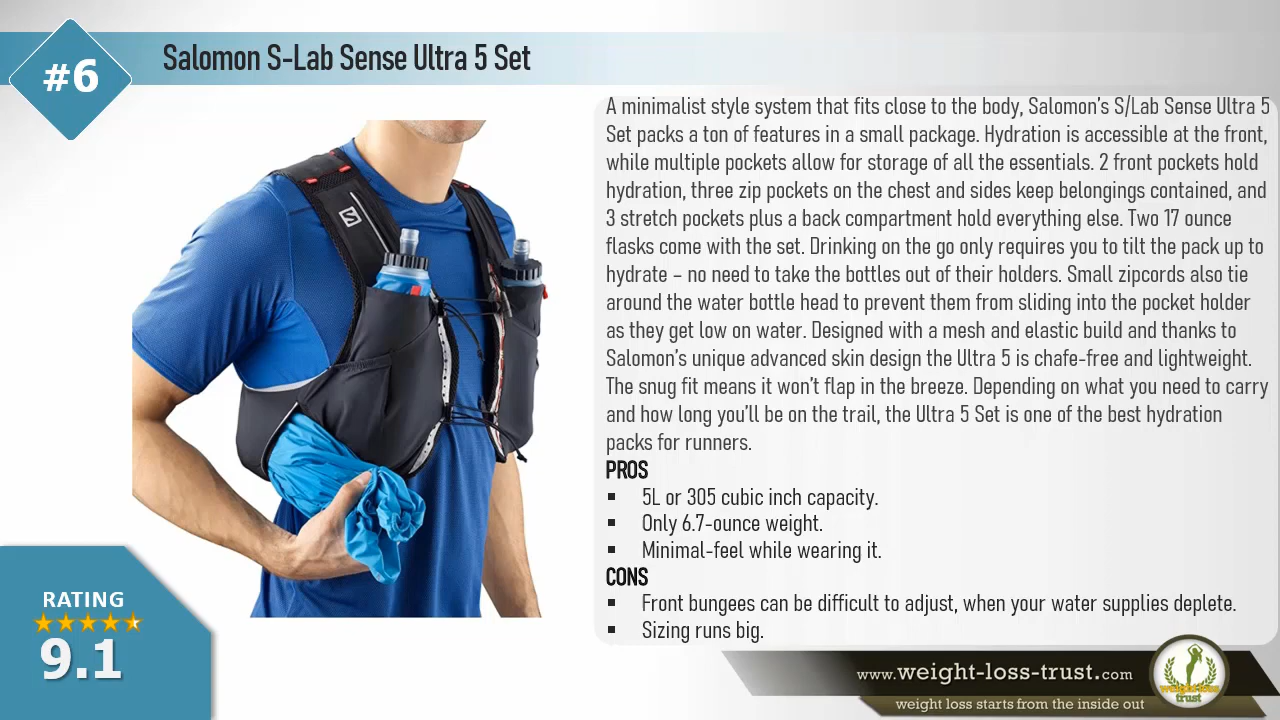 #6
Salomon S-Lab Sense Ultra 5 Set
A minimalist style system that fits close to the body, Salomon's S/Lab Sense Ultra 5
Set packs a ton of features in a small package. Hydration is accessible at the front,
while multiple pockets allow for storage of all the essentials. 2 front pockets hold
hydration, three zip pockets on the chest and sides keep belongings contained, and
3 stretch pockets plus a back compartment hold everything else. Two 17 ounce
flasks come with the set. Drinking on the go only requires you to tilt the pack up to
hydrate – no need to take the bottles out of their holders. Small zipcords also tie
around the water bottle head to prevent them from sliding into the pocket holder
as they get low on water. Designed with a mesh and elastic build and thanks to
Salomon's unique advanced skin design the Ultra 5 is chafe-free and lightweight.
The snug fit means it won't flap in the breeze. Depending on what you need to carry
and how long you'll be on the trail, the Ultra 5 Set is one of the best hydration
packs for runners.
PROS
▪ 5L or 305 cubic inch capacity.
▪ Only 6.7-ounce weight.
▪ Minimal-feel while wearing it.
CONS
▪ Front bungees can be difficult to adjust, when your water supplies deplete.
▪ Sizing runs big.
RATING
9.1
www.weight-loss-trust.com
weight loss starts from the inside out
weight loss
trust